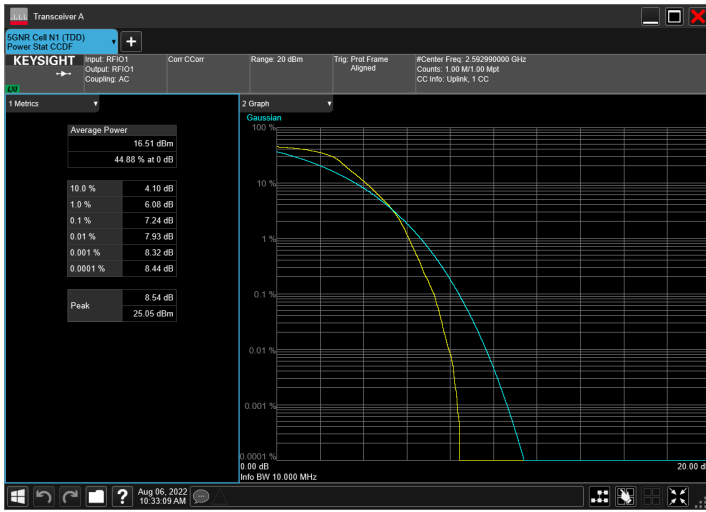 Transceiver A
5GNR Cell N1 (TDD)
Power Stat CCDF
KEYSIGHT
LXI
Input: RFIO1
Output: RFIO1
Coupling: AC
Corr CCorr
Range: 20 dBm
Trig: Prot Frame
Aligned
#Center Freq: 2.592990000 GHz
Counts: 1.00 M/1.00 Mpt
CC Info: Uplink, 1 CC
1 Metrics
Average Power
16.51 dBm
44.88 % at 0 dB
10.0 % 4.10 dB
1.0 % 6.08 dB
0.1 % 7.24 dB
0.01 % 7.93 dB
0.001 % 8.32 dB
0.0001 % 8.44 dB
Peak
8.54 dB
25.05 dBm
2 Graph
Gaussian
100 %
10 %
1 %
0.1 %
0.01 %
0.001 %
0.0001 %
0.00 dB
20.00 d
Info BW 10.000 MHz
?
Aug 06, 2022
10:33:09 AM